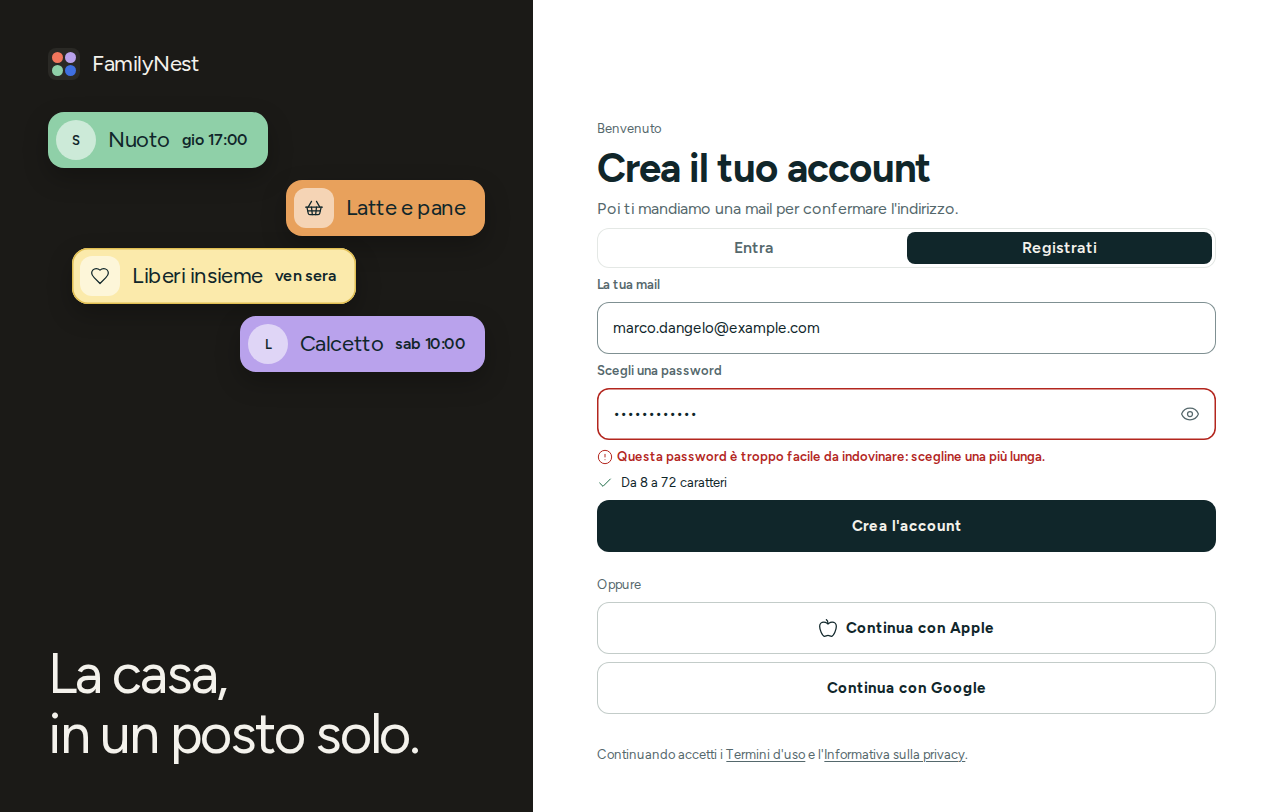 FamilyNest
S Nuoto gio 17:00
Latte e pane
Liberi insieme ven sera
L Calcetto sab 10:00
La casa,
in un posto solo.
Benvenuto
Crea il tuo account
Poi ti mandiamo una mail per confermare l'indirizzo.
Entra Registrati
La tua mail
marco.dangelo@example.com
Scegli una password
••••••••••••
Questa password è troppo facile da indovinare: scegline una più lunga.
Da 8 a 72 caratteri
Crea l'account
Oppure
Continua con Apple
Continua con Google
Continuando accetti i Termini d'uso e l'Informativa sulla privacy.